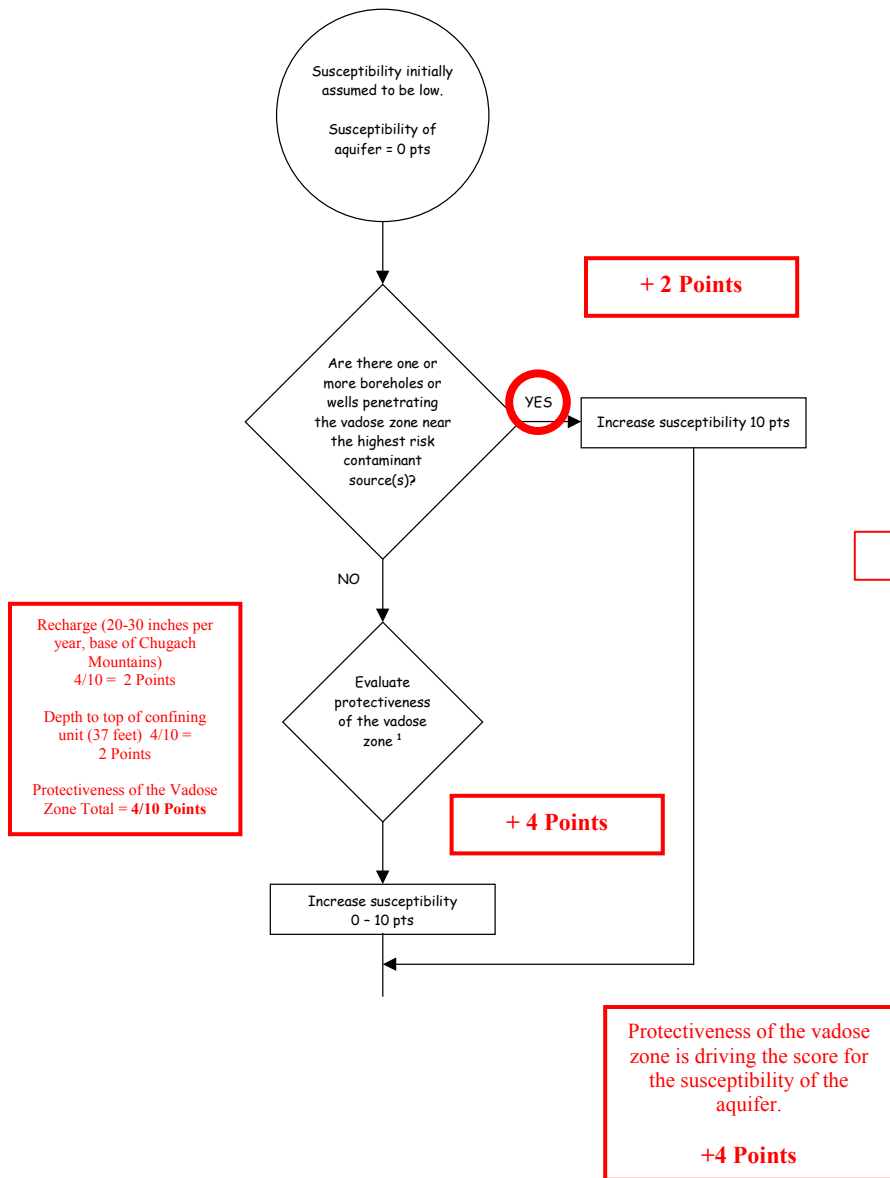 Susceptibility initially
assumed to be low.
Susceptibility of
aquifer = 0 pts
+ 2 Points
Are there one or
more boreholes or
wells penetrating
the vadose zone near
the highest risk
contaminant
source(s)?
YES
Increase susceptibility 10 pts
NO
Recharge (20-30 inches per
year, base of Chugach
Mountains)
4/10 = 2 Points
Depth to top of confining
unit (37 feet) 4/10 =
2 Points
Protectiveness of the Vadose
Zone Total = 4/10 Points
Evaluate
protectiveness
of the vadose
zone ¹
+ 4 Points
Increase susceptibility
0 – 10 pts
Protectiveness of the vadose
zone is driving the score for
the susceptibility of the
aquifer.
+4 Points